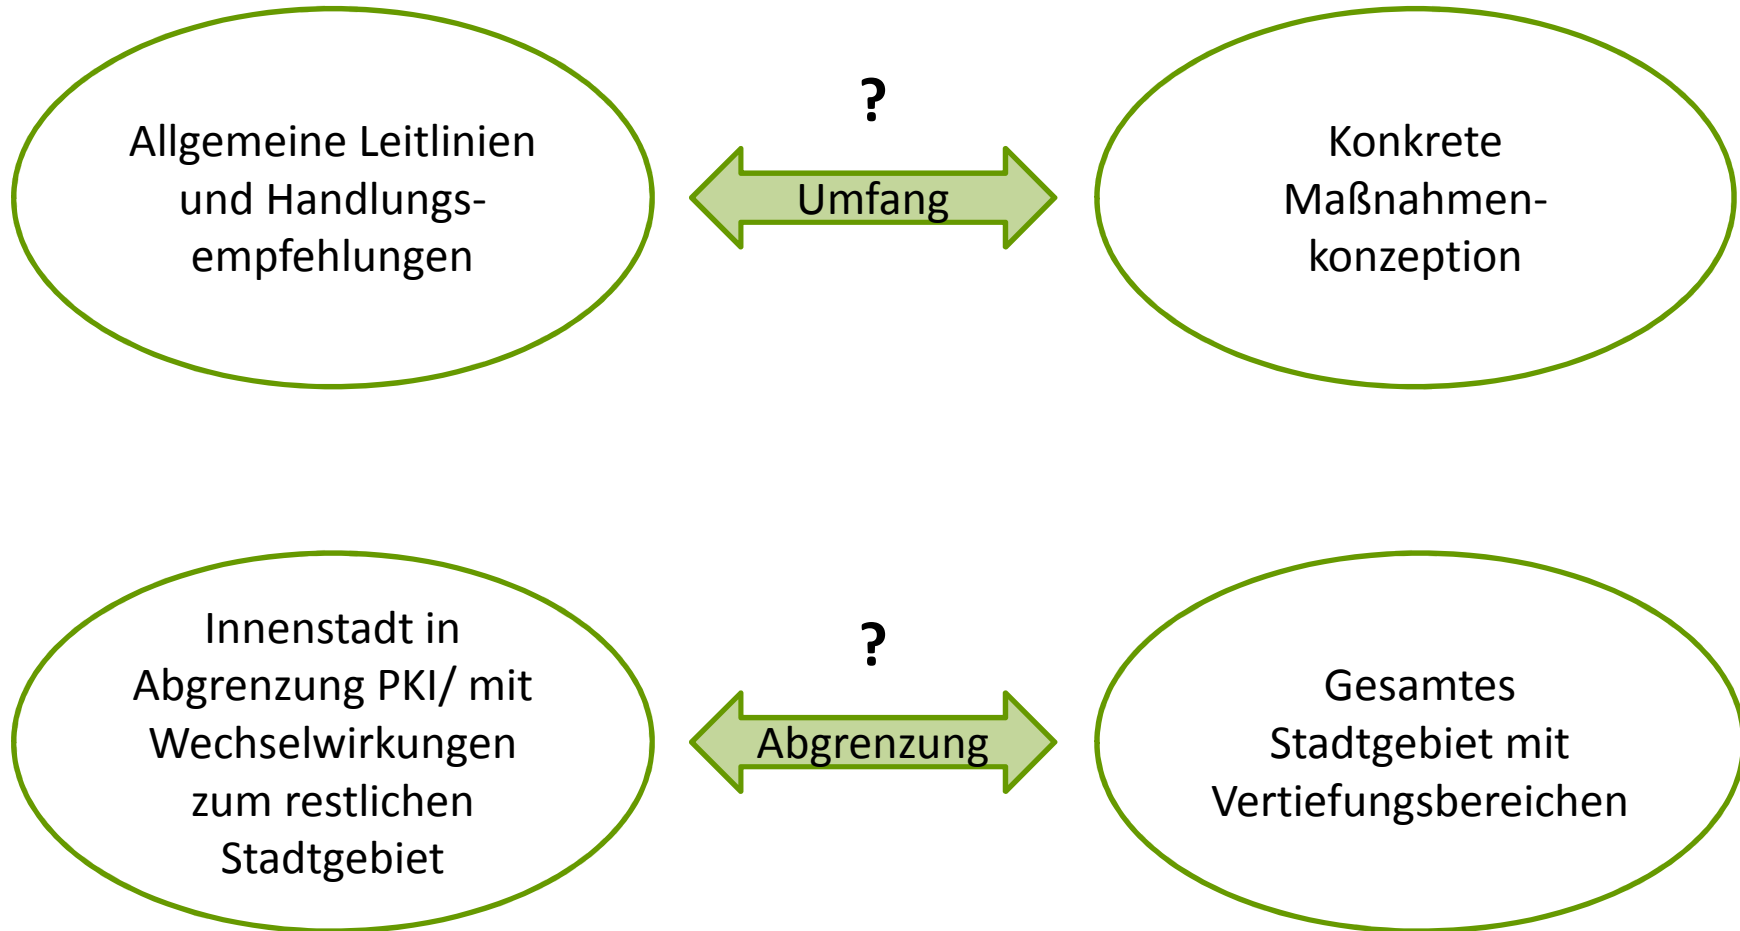 Allgemeine Leitlinien
und Handlungs-
empfehlungen
?
Umfang
Konkrete
Maßnahmen-
konzeption
Innenstadt in
Abgrenzung PKI/ mit
Wechselwirkungen
zum restlichen
Stadtgebiet
?
Abgrenzung
Gesamtes
Stadtgebiet mit
Vertiefungsbereichen